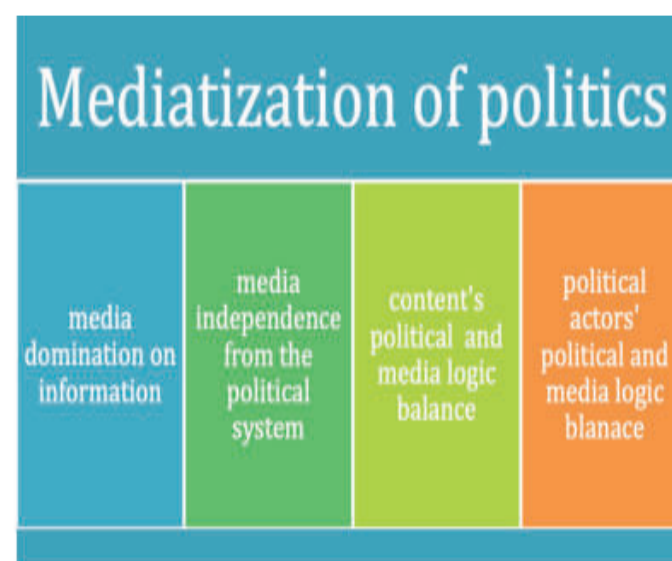 Mediatization of politics
media
domination on
information
media
independence
from the
political
system
content's
political and
media logic
balance
political
actors'
political and
media logic
blanace